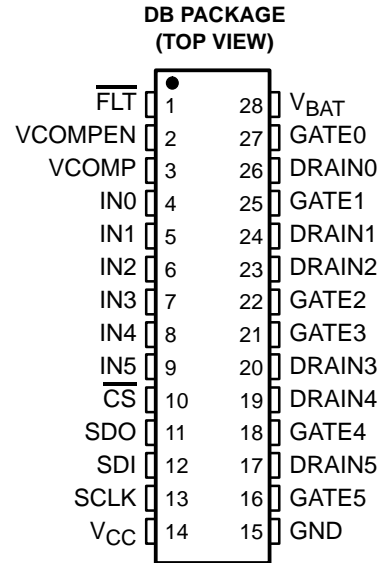 DB PACKAGE
(TOP VIEW)
FLT 1 28 VBAT
VCOMPEN 2 27 GATE0
VCOMP 3 26 DRAIN0
IN0 4 25 GATE1
IN1 5 24 DRAIN1
IN2 6 23 DRAIN2
IN3 7 22 GATE2
IN4 8 21 GATE3
IN5 9 20 DRAIN3
CS 10 19 DRAIN4
SDO 11 18 GATE4
SDI 12 17 DRAIN5
SCLK 13 16 GATE5
VCC 14 15 GND